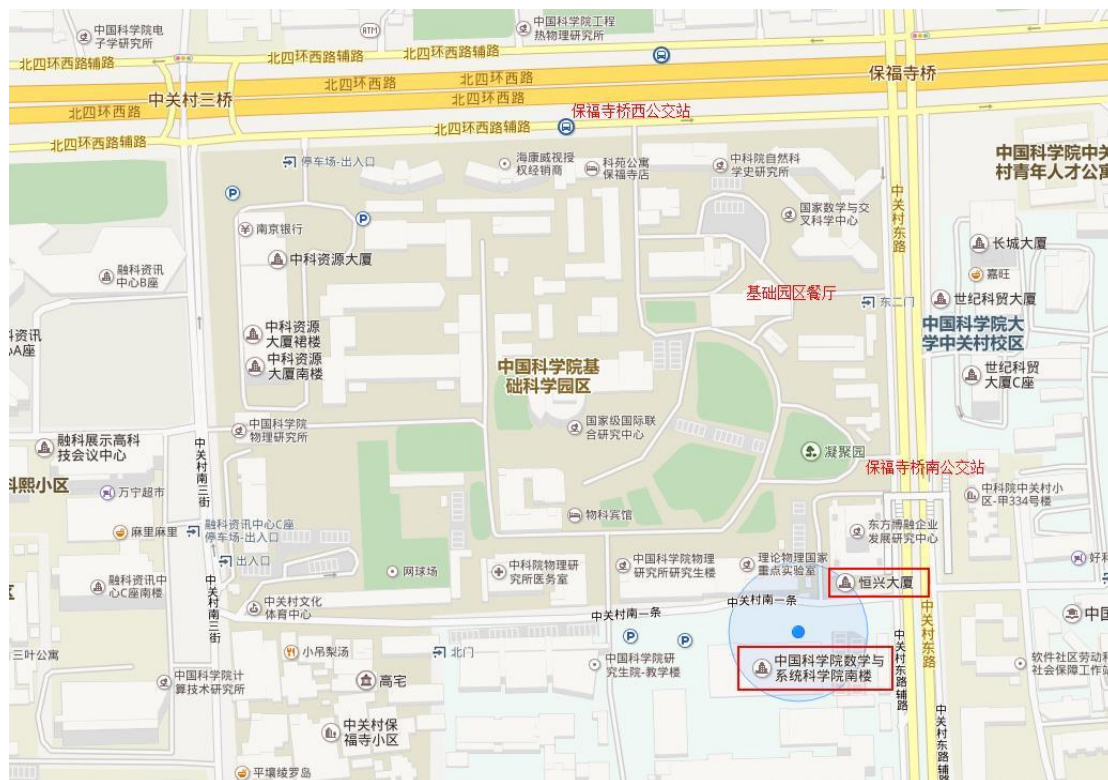 中国科学院电
子学研究所
ATM
中国科学院工程
热物理研究所
北四环西路辅路
北四环西路辅路
北四环西路辅路
北四环西路
北四环西路
保福寺桥
中关村三桥
北四环西路
北四环西路
保福寺桥西公交站
北四环西路辅路
北四环西路辅路
停车场-出入口
海康威视授
权经销商
科苑公寓
保福寺店
中科院自然科
学史研究所
中国科学院中关
村青年人才公寓
P
P
国家数学与交
叉科学中心
中关村东路
中关村东路
南京银行
中科资源大厦
长城大厦
嘉旺
融科资讯
中心B座
基础园区餐厅
东二门
世纪科贸大厦
中国科学院大
学中关村校区
科资讯
心A座
中科资源
大厦裙楼
中科资源
大厦南楼
中国科学院基
础科学园区
世纪科贸
大厦C座
中国科学院
物理研究所
国家级国际联
合研究中心
融科展示高科
技会议中心
中关村南三街
凝聚园
保福寺桥南公交站
科熙小区
万宁超市
中科院中关村小
区-甲334号楼
麻里麻里
融科资讯中心C座
停车场-出入口
物科宾馆
东方博融企业
发展研究中心
出入口
网球场
中科院物理研
究所医务室
中国科学院物理
研究所研究生楼
理论物理国家
重点实验室
好利
融科资讯中
心C座南楼
恒兴大厦
区
中关村文化
体育中心
中关村南一条
中关村南一条
中关村南三街
中关村东路
中关村东路辅路
中国
小吊梨汤
北门
P
P
中国科学院研
究生院-教学楼
中国科学院数学与
系统科学院南楼
软件社区劳动和
社会保障工作站
三叶公寓
中国科学院计
算技术研究所
高宅
中关村东路辅路
中关村保
福寺小区
平壤绫罗岛